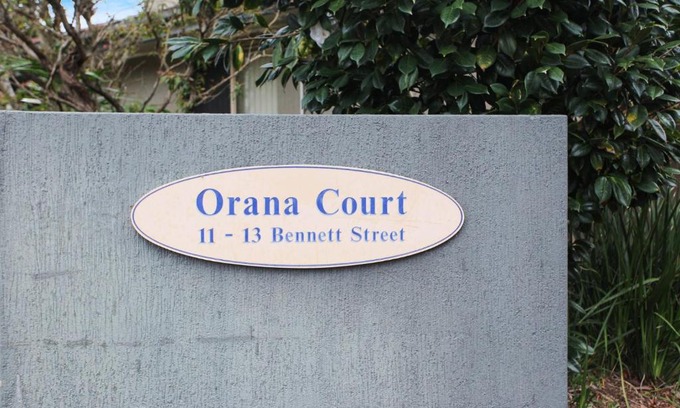 Orana Court
11 - 13 Bennett Street